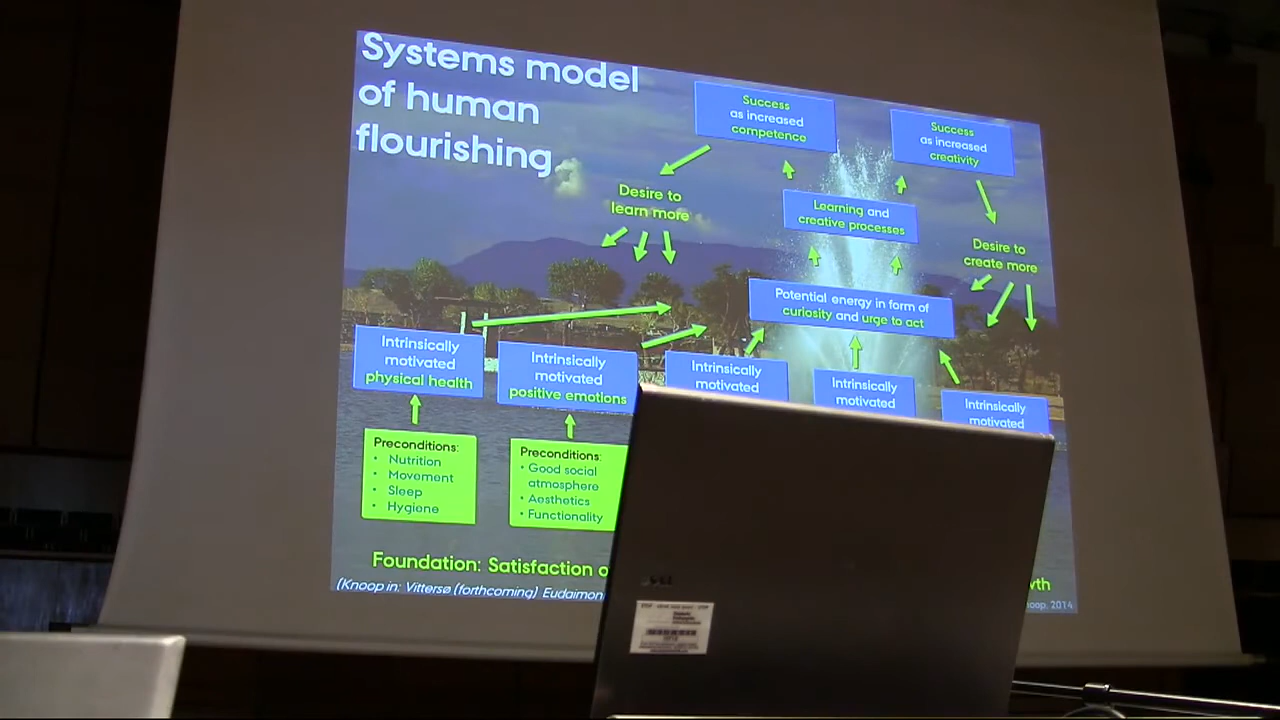 Systems model
of human
flourishing
Success
as increased
competence
Success
as increased
creativity
Desire to
learn more
Learning and
creative processes
Desire to
create more
Potential energy in form of
curiosity and urge to act
Intrinsically
motivated
physical health
Intrinsically
motivated
positive emotions
Intrinsically
motivated
Intrinsically
motivated
Intrinsically
motivated
Preconditions:
• Nutrition
• Movement
• Sleep
• Hygiene
Preconditions:
• Good social
atmosphere
• Aesthetics
• Functionality
Foundation: Satisfaction
(Knoop in: Vittersø (forthcoming) Eudaimon
noop, 2014
DELL